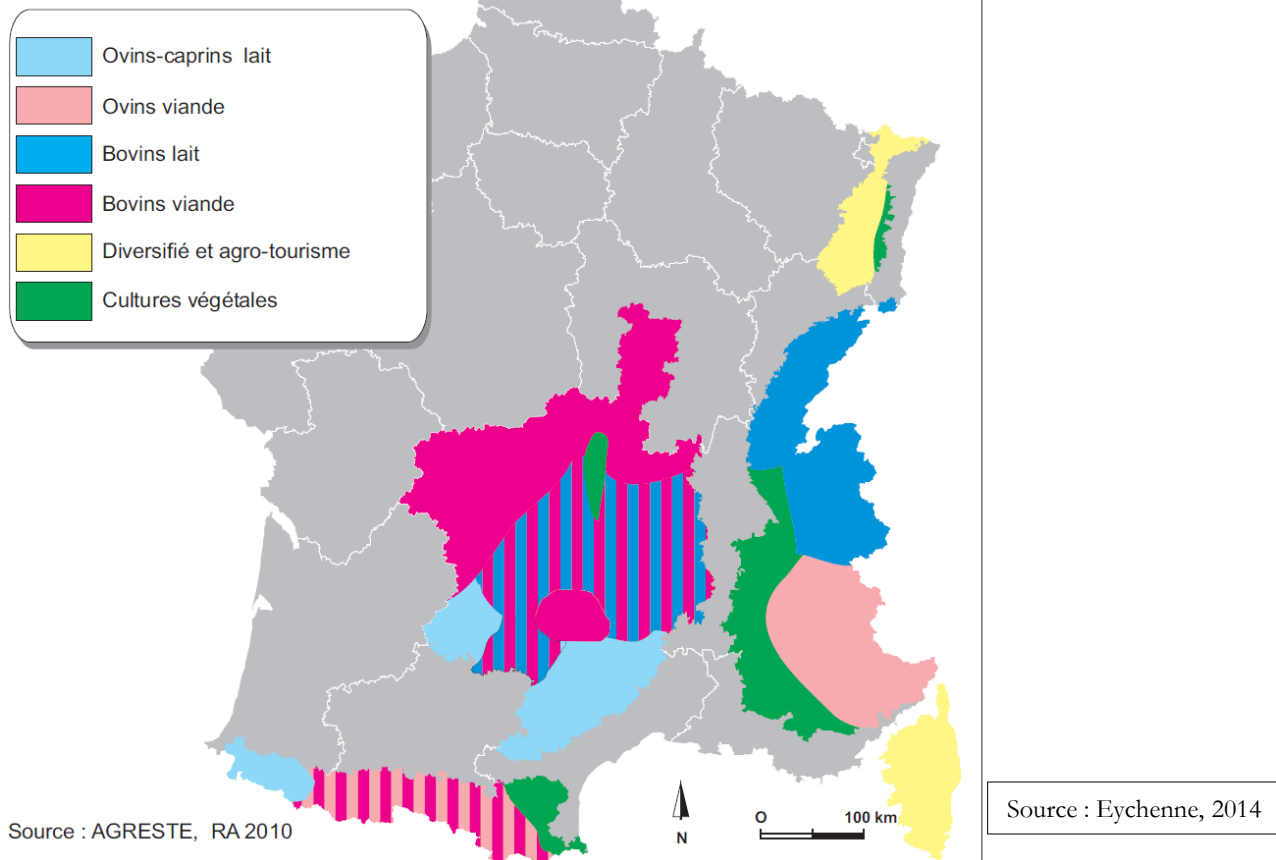 Ovins-caprins lait
Ovins viande
Bovins lait
Bovins viande
Diversifié et agro-tourisme
Cultures végétales
Source : AGRESTE, RA 2010
N
O 100 km
Source : Eychenne, 2014